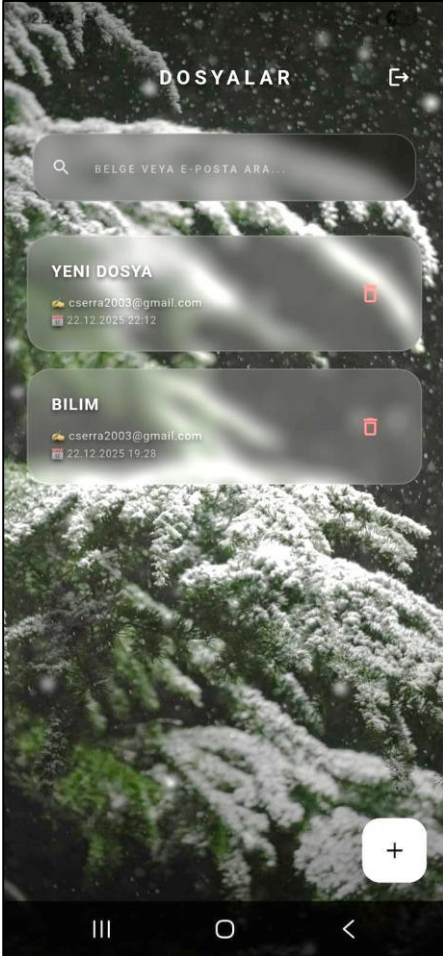 DOSYALAR
BELGE VEYA E-POSTA ARA...
YENI DOSYA
✍️ cserra2003@gmail.com
📅 22.12.2025 22:12
BILIM
✍️ cserra2003@gmail.com
📅 22.12.2025 19:28
+